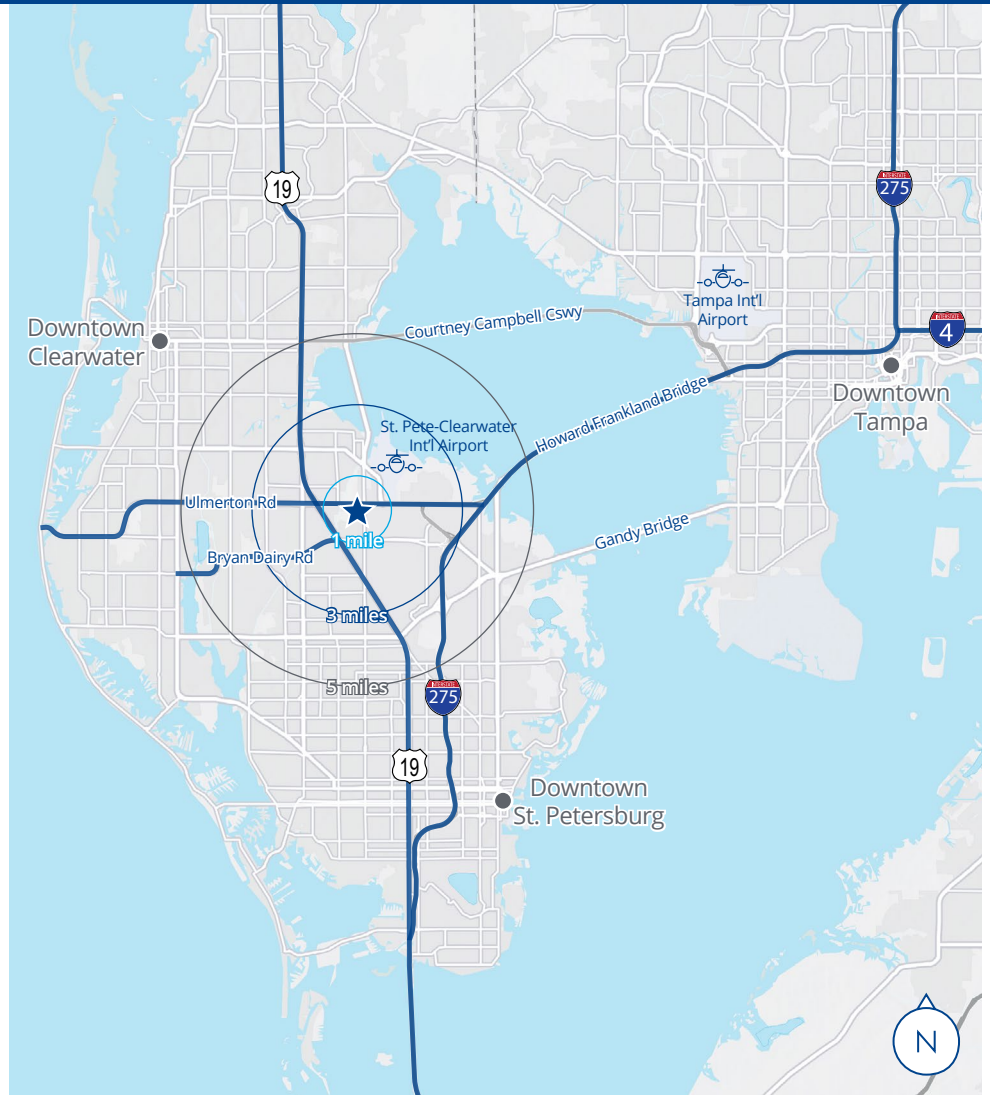 19
275
Tampa Int'l
Airport
Courtney Campbell Cswy
Downtown
Clearwater
4
Howard Frankland Bridge
Downtown
Tampa
St. Pete-Clearwater
Int'l Airport
Ulmerton Rd
Gandy Bridge
1 mile
Bryan Dairy Rd
3 miles
5 miles
275
19
Downtown
St. Petersburg
N